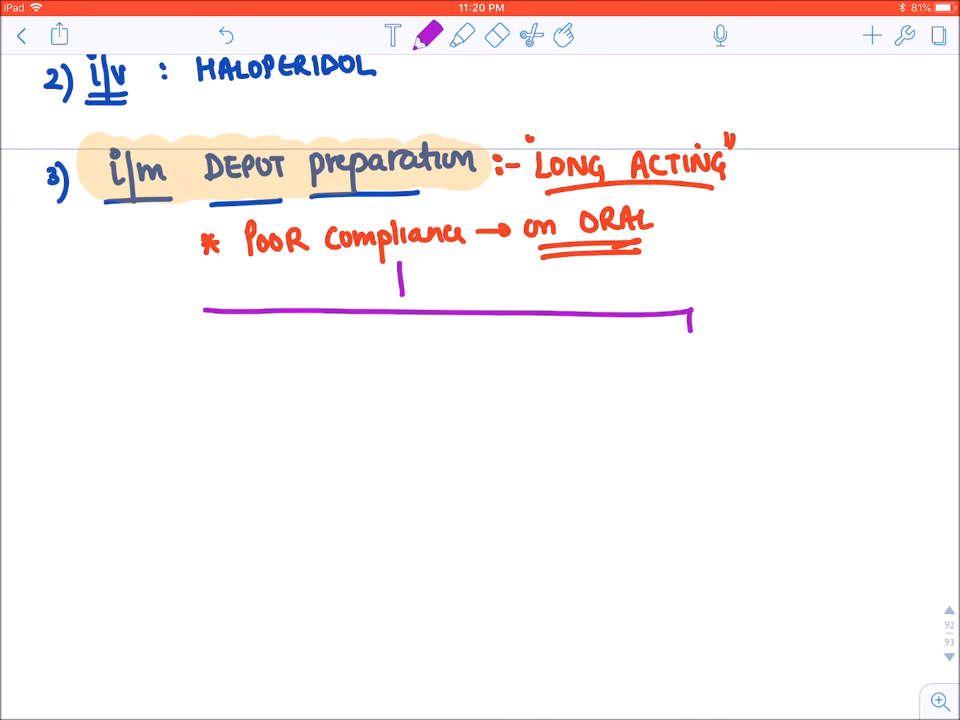 iPad 11:20 PM 81%
T
2) i/v : HALOPERIDOL
3) i/m DEPOT preparation :- "LONG ACTING"
* POOR compliance → on ORAL
92
93